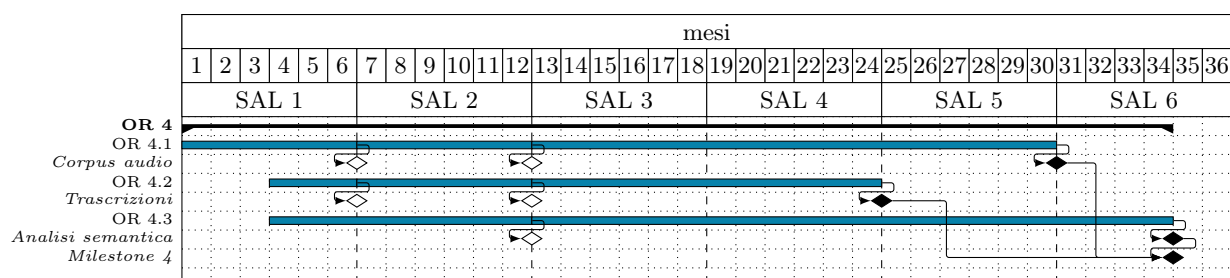 mesi
1 2 3 4 5 6 7 8 9 10 11 12 13 14 15 16 17 18 19 20 21 22 23 24 25 26 27 28 29 30 31 32 33 34 35 36
SAL 1 SAL 2 SAL 3 SAL 4 SAL 5 SAL 6
OR 4
OR 4.1
Corpus audio
OR 4.2
Trascrizioni
OR 4.3
Analisi semantica
Milestone 4